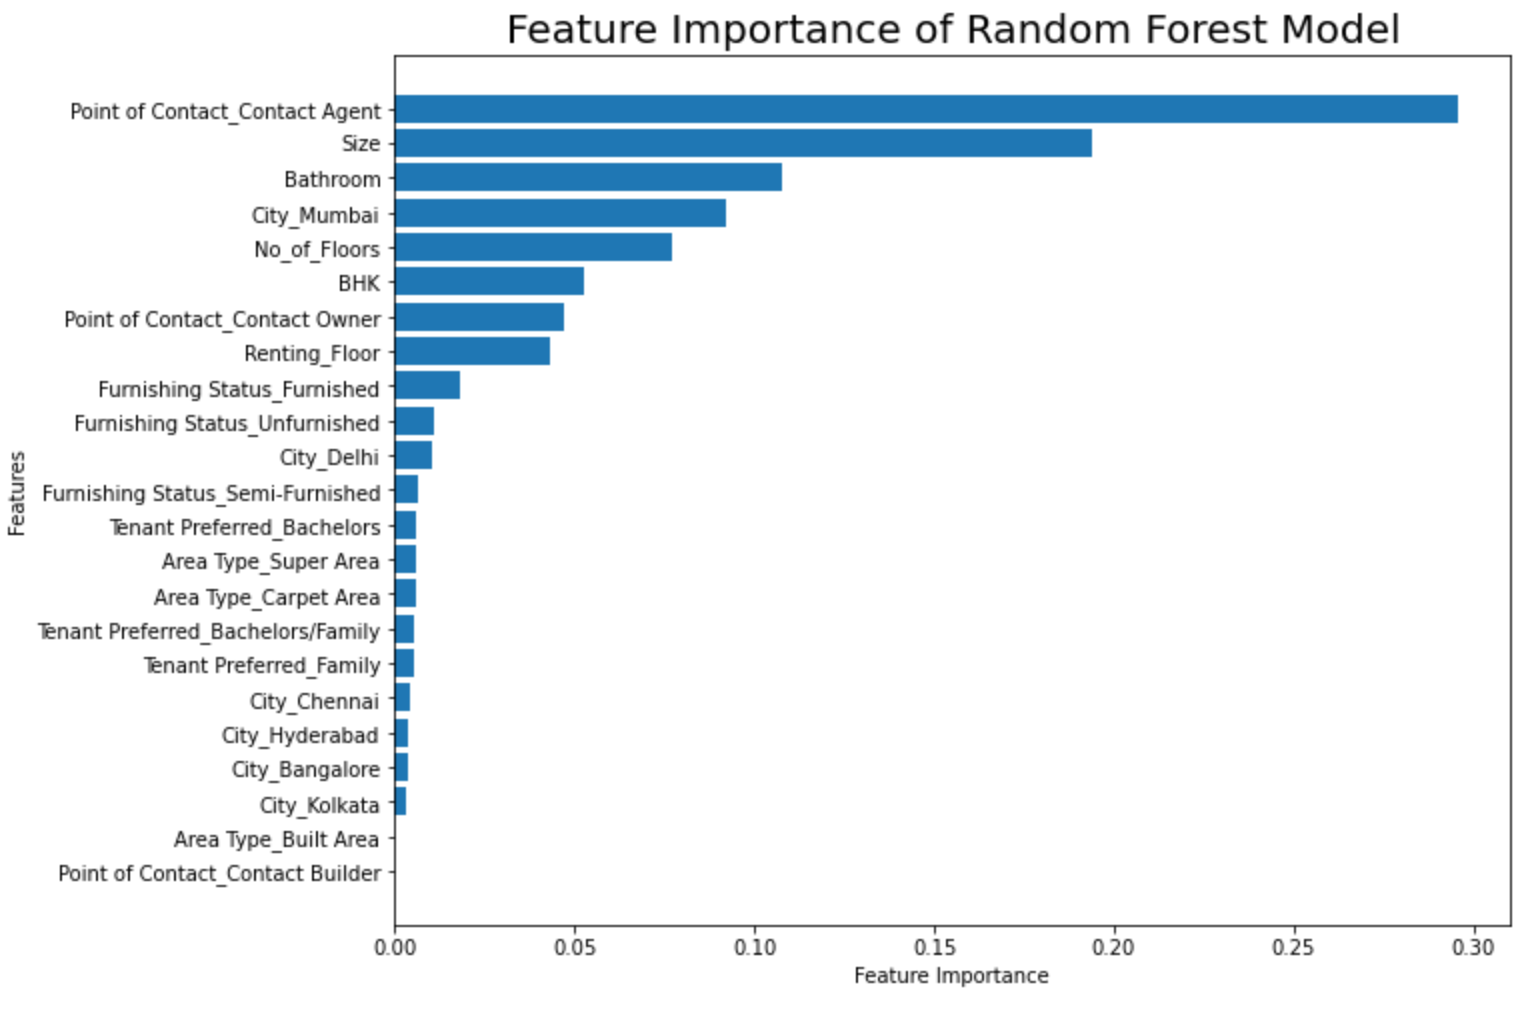 Feature Importance of Random Forest Model
Point of Contact_Contact Agent
Size
Bathroom
City_Mumbai
No_of_Floors
BHK
Point of Contact_Contact Owner
Renting_Floor
Furnishing Status_Furnished
Furnishing Status_Unfurnished
City_Delhi
Furnishing Status_Semi-Furnished
Tenant Preferred_Bachelors
Area Type_Super Area
Area Type_Carpet Area
Tenant Preferred_Bachelors/Family
Tenant Preferred_Family
City_Chennai
City_Hyderabad
City_Bangalore
City_Kolkata
Area Type_Built Area
Point of Contact_Contact Builder
Features
0.00 0.05 0.10 0.15 0.20 0.25 0.30
Feature Importance